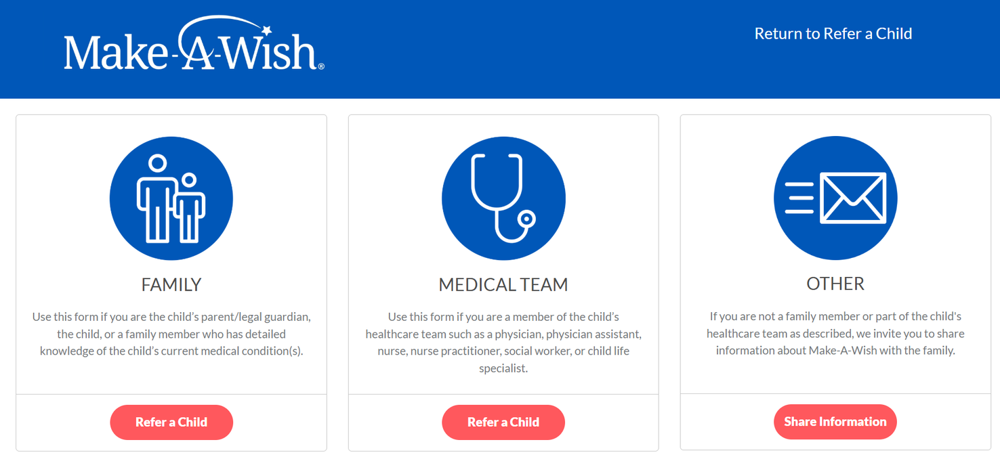 Make-A-Wish®
Return to Refer a Child
FAMILY
Use this form if you are the child’s parent/legal guardian,
the child, or a family member who has detailed
knowledge of the child’s current medical condition(s).
Refer a Child
MEDICAL TEAM
Use this form if you are a member of the child’s
healthcare team such as a physician, physician assistant,
nurse, nurse practitioner, social worker, or child life
specialist.
Refer a Child
OTHER
If you are not a family member or part of the child's
healthcare team as described, we invite you to share
information about Make-A-Wish with the family.
Share Information